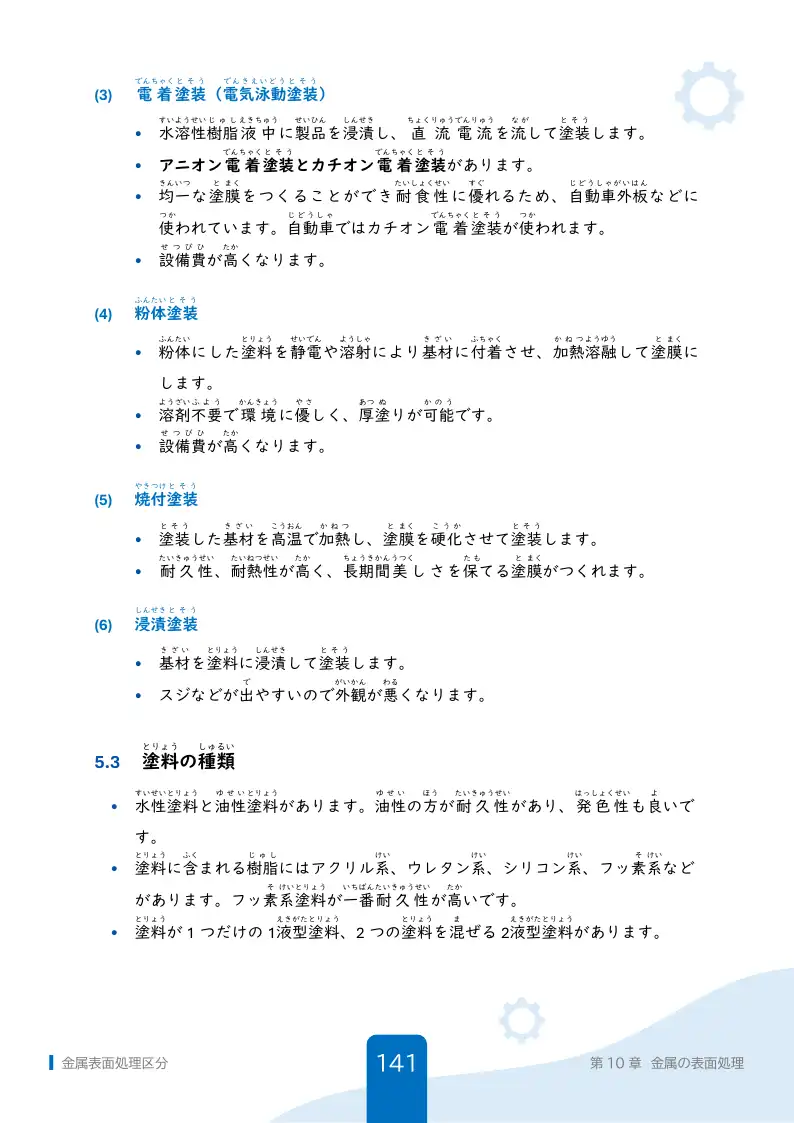 (3) 電着塗装（電気泳動塗装）
• 水溶性樹脂液中に製品を浸漬し、直流電流を流して塗装します。
• アニオン電着塗装とカチオン電着塗装があります。
• 均一な塗膜をつくることができ耐食性に優れるため、自動車外板などに
使われています。自動車ではカチオン電着塗装が使われます。
• 設備費が高くなります。
(4) 粉体塗装
• 粉体にした塗料を静電や溶射により基材に付着させ、加熱溶融して塗膜に
します。
• 溶剤不要で環境に優しく、厚塗りが可能です。
• 設備費が高くなります。
(5) 焼付塗装
• 塗装した基材を高温で加熱し、塗膜を硬化させて塗装します。
• 耐久性、耐熱性が高く、長期間美しさを保てる塗膜がつくれます。
(6) 浸漬塗装
• 基材を塗料に浸漬して塗装します。
• スジなどが出やすいので外観が悪くなります。
5.3 塗料の種類
• 水性塗料と油性塗料があります。油性の方が耐久性があり、発色性も良いで
す。
• 塗料に含まれる樹脂にはアクリル系、ウレタン系、シリコン系、フッ素系など
があります。フッ素系塗料が一番耐久性が高いです。
• 塗料が 1 つだけの 1液型塗料、2 つの塗料を混ぜる 2液型塗料があります。
金属表面処理区分
141
第 10 章 金属の表面処理